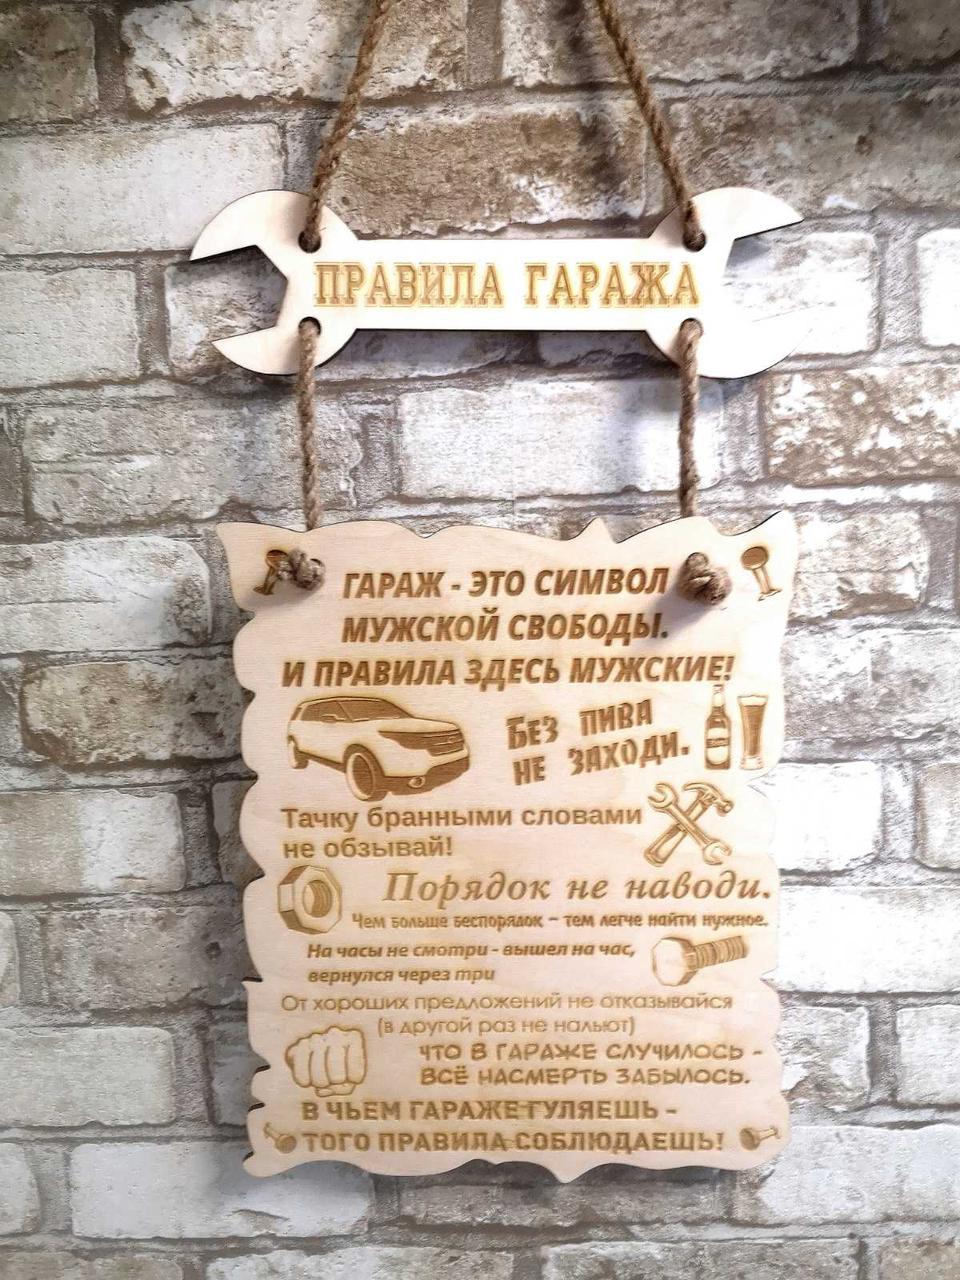 ПРАВИЛА ГАРАЖА
ГАРАЖ - ЭТО СИМВОЛ
МУЖСКОЙ СВОБОДЫ.
И ПРАВИЛА ЗДЕСЬ МУЖСКИЕ!
БЕЗ ПИВА
НЕ ЗАХОДИ.
Тачку бранными словами
не обзывай!
Порядок не наводи.
Чем больше беспорядок – тем легче найти нужное.
На часы не смотри - вышел на час,
вернулся через три
От хороших предложений не отказывайся
(в другой раз не нальют)
ЧТО В ГАРАЖЕ СЛУЧИЛОСЬ -
ВСЁ НАСМЕРТЬ ЗАБЫЛОСЬ.
В ЧЬЕМ ГАРАЖЕ ГУЛЯЕШЬ -
ТОГО ПРАВИЛА СОБЛЮДАЕШЬ!